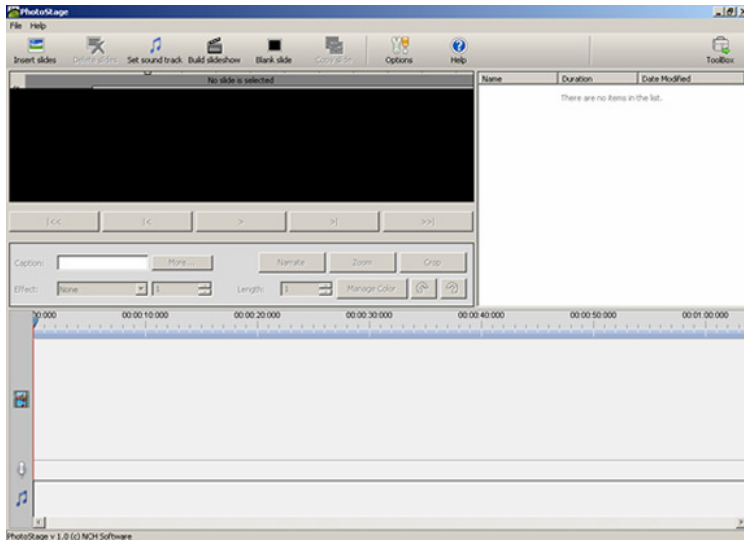 PhotoStage
File Help
Insert slides Delete slides Set sound track Build slideshow Blank slide Copy slide Options Help ToolBox
No slide is selected
Name Duration Date Modified
There are no items in the list.
|<< |< > >| >>|
Caption: More... Narrate Zoom Crop
Effect: None 1 Length: 1 Manage Color
0:000 00:00:10:000 00:00:20:000 00:00:30:000 00:00:40:000 00:00:50:000 00:01:00:000
PhotoStage v 1.0 (c) NCH Software